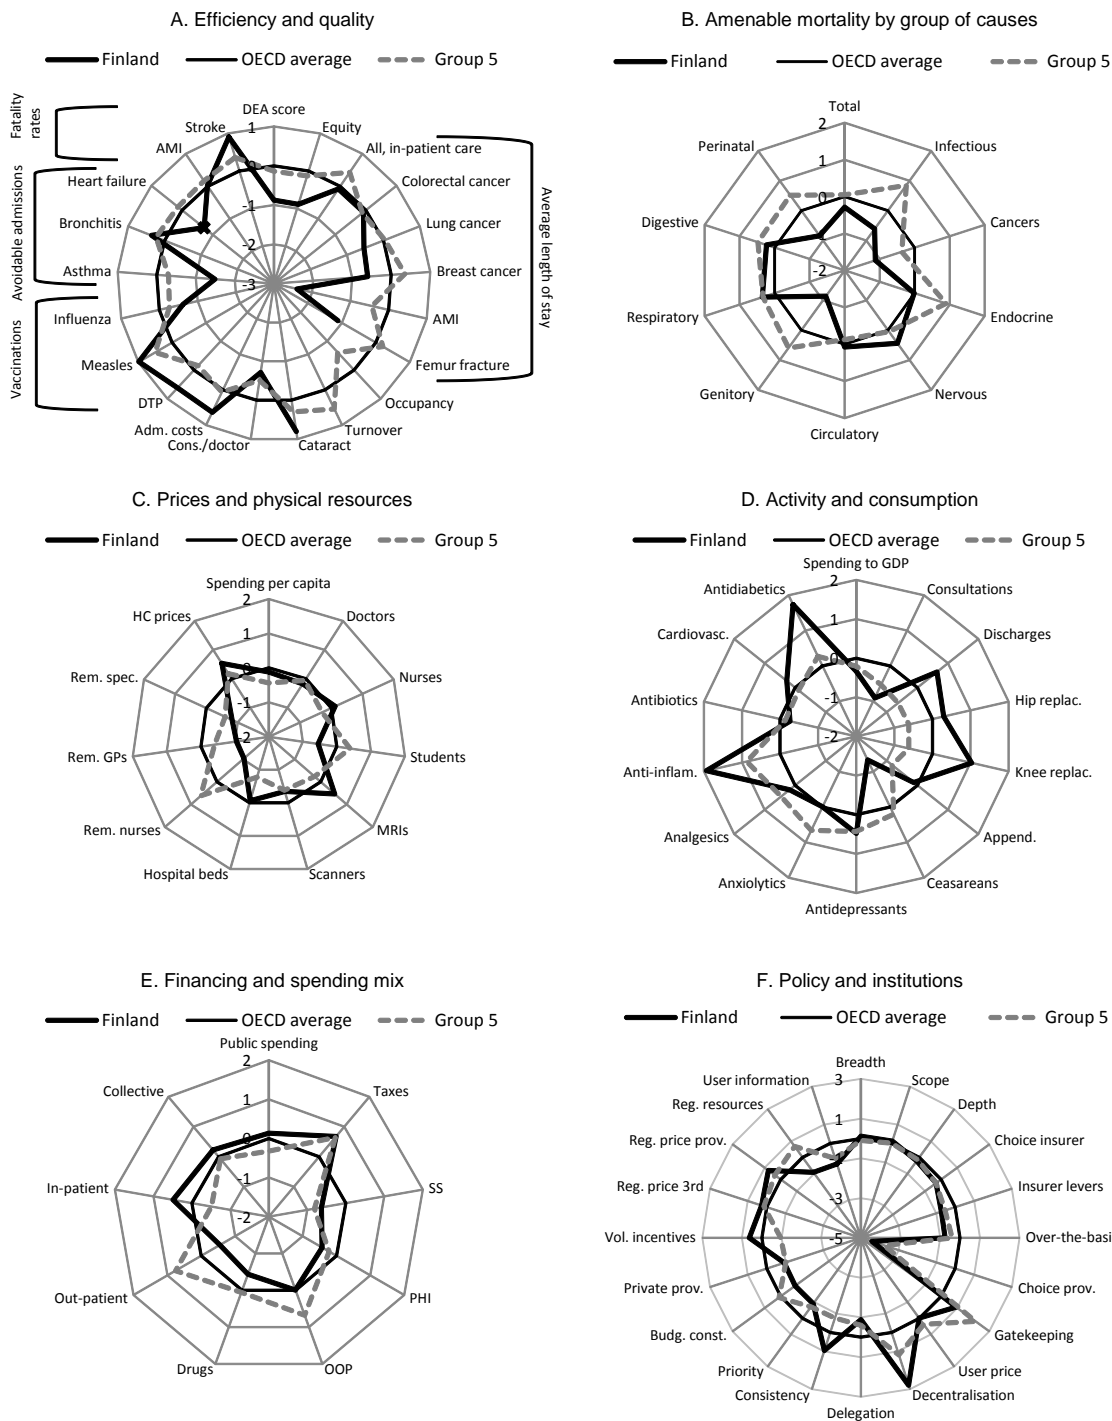 A. Efficiency and quality
Finland OECD average Group 5
DEA score
Equity
All, in-patient care
Colorectal cancer
Lung cancer
Breast cancer
AMI
Femur fracture
Occupancy
Turnover
Cataract
Cons./doctor
Adm. costs
DTP
Measles
Influenza
Asthma
Bronchitis
Heart failure
AMI
Stroke
1
0
-1
-2
-3
Fatality
rates
Avoidable admissions
Vaccinations
Average length of stay
B. Amenable mortality by group of causes
Finland OECD average Group 5
Total
Infectious
Cancers
Endocrine
Nervous
Circulatory
Genitory
Respiratory
Digestive
Perinatal
2
1
0
-1
-2
C. Prices and physical resources
Finland OECD average Group 5
Spending per capita
Doctors
Nurses
Students
MRIs
Scanners
Hospital beds
Rem. nurses
Rem. GPs
Rem. spec.
HC prices
2
1
0
-1
-2
D. Activity and consumption
Finland OECD average Group 5
Spending to GDP
Consultations
Discharges
Hip replac.
Knee replac.
Append.
Ceasareans
Antidepressants
Anxiolytics
Analgesics
Anti-inflam.
Antibiotics
Cardiovasc.
Antidiabetics
2
1
0
-1
-2
E. Financing and spending mix
Finland OECD average Group 5
Public spending
Taxes
SS
PHI
OOP
Drugs
Out-patient
In-patient
Collective
2
1
0
-1
-2
F. Policy and institutions
Finland OECD average Group 5
Breadth
Scope
Depth
Choice insurer
Insurer levers
Over-the-basi
Choice prov.
Gatekeeping
User price
Decentralisation
Delegation
Consistency
Priority
Budg. const.
Private prov.
Vol. incentives
Reg. price 3rd
Reg. price prov.
Reg. resources
User information
3
1
-1
-3
-5